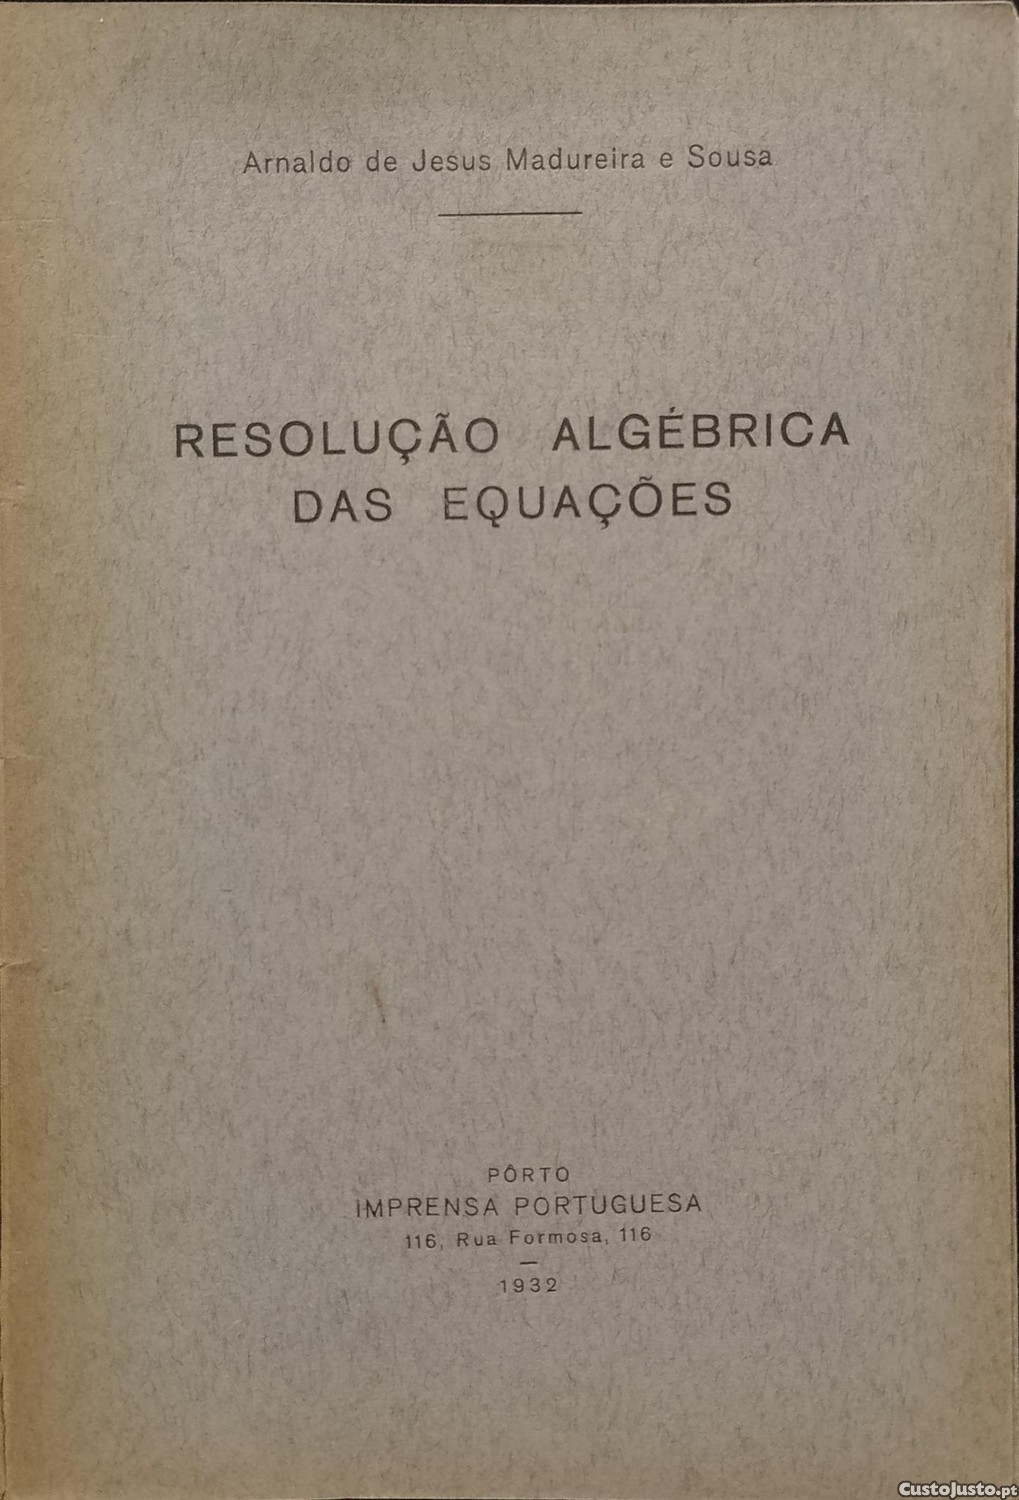 Arnaldo de Jesus Madureira e Sousa
RESOLUÇÃO ALGÉBRICA
DAS EQUAÇÕES
PÔRTO
IMPRENSA PORTUGUESA
116, Rua Formosa, 116
1932
CustoJusto.pt